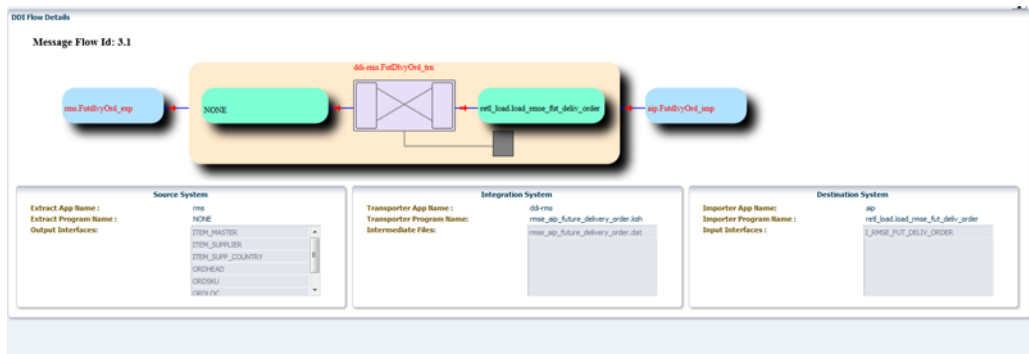 DDI Flow Details
Message Flow Id: 3.1
ddi-rms.FutDlvyOrd_trn
rms.FutdlvyOrd_exp
NONE
retl_load.load_rmse_fut_deliv_order
aip.FutdlvyOrd_imp
Source System
Extract App Name : rms
Extract Program Name : NONE
Output Interfaces:
ITEM_MASTER
ITEM_SUPPLIER
ITEM_SUPP_COUNTRY
ORDHEAD
ORDSKU
ORDLOC
Integration System
Transporter App Name : ddi-rms
Transporter Program Name: rmse_aip_future_delivery_order.ksh
Intermediate Files: rmse_aip_future_delivery_order.dat
Destination System
Importer App Name: aip
Importer Program Name : retl_load.load_rmse_fut_deliv_order
Input Interfaces : I_RMSE_FUT_DELIV_ORDER